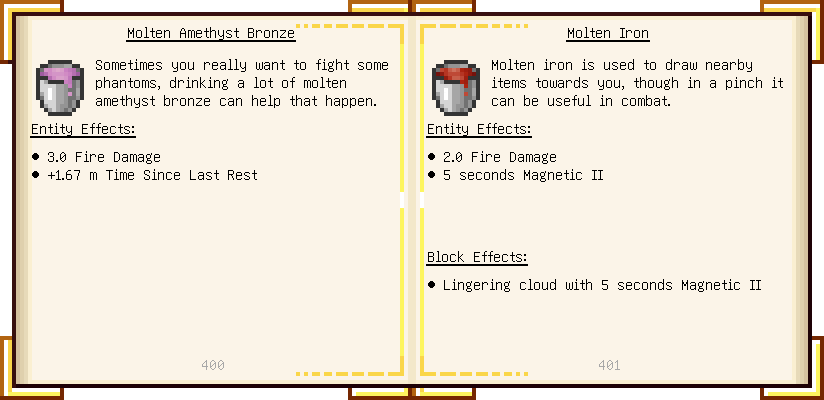 Molten Amethyst Bronze
Sometimes you really want to fight some
phantoms, drinking a lot of molten
amethyst bronze can help that happen.
Entity Effects:
● 3.0 Fire Damage
● +1.67 m Time Since Last Rest
400
Molten Iron
Molten iron is used to draw nearby
items towards you, though in a pinch it
can be useful in combat.
Entity Effects:
● 2.0 Fire Damage
● 5 seconds Magnetic II
Block Effects:
● Lingering cloud with 5 seconds Magnetic II
401